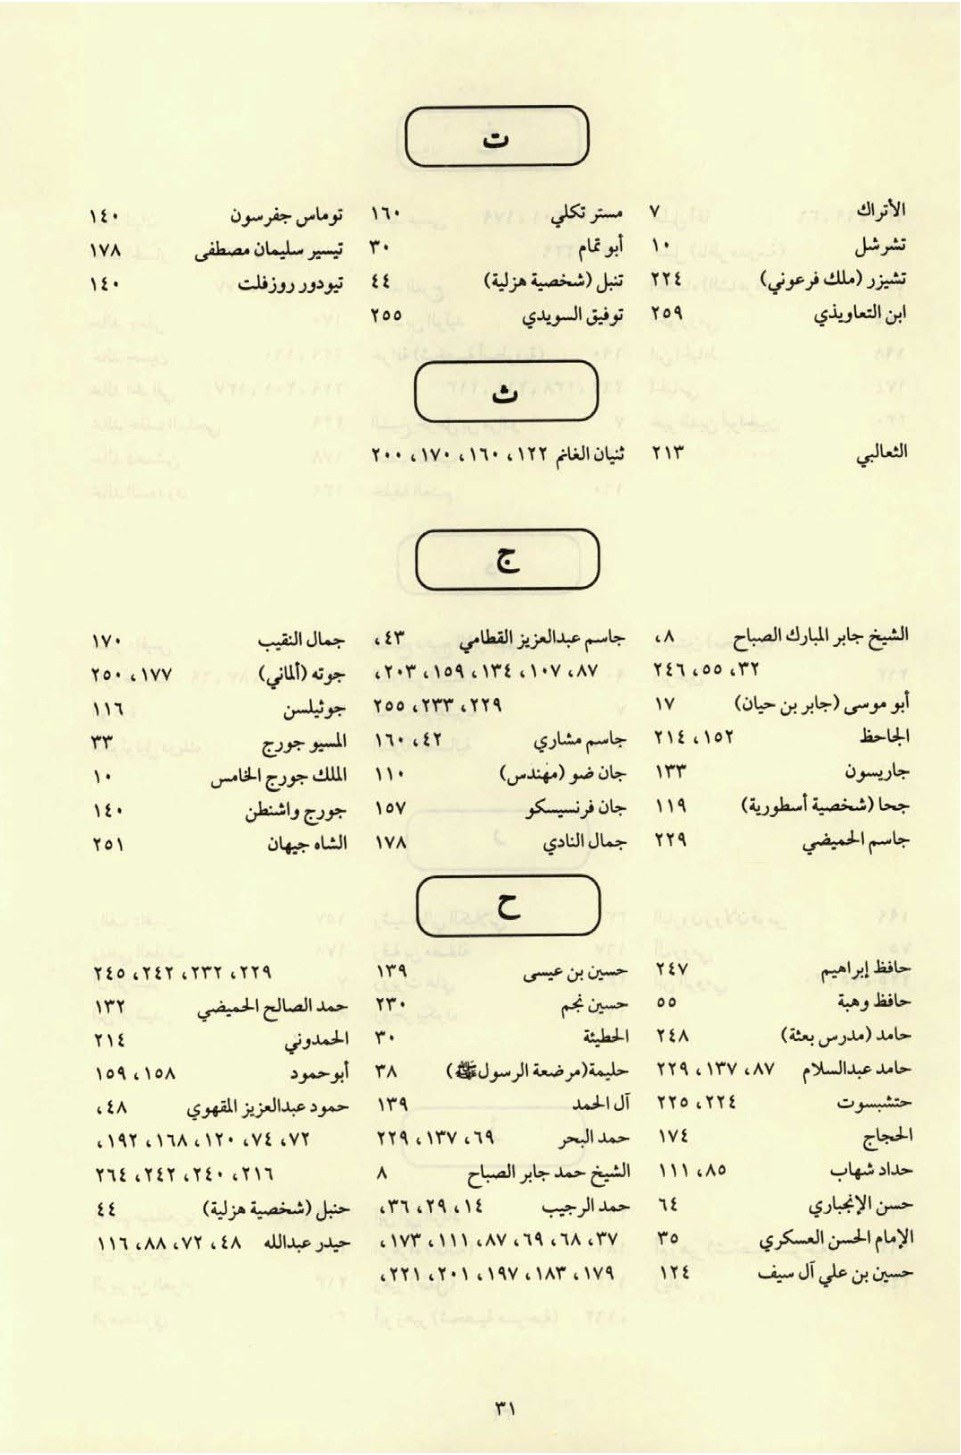 ت
الأتراك ٧
تشرشل ١٠
تشيزر (ملك فرعوني) ٢٢٤
ابن التعاويذي ٢٥٩
مستر تكلي ١٦٠
أبو تمام ٣٠
تنبل (شخصية هزلية) ٤٤
توفيق السويدي ٢٥٥
توماس جفرسون ١٤٠
تيسير سليمان مصطفى ١٧٨
تيودور روزفلت ١٤٠
ث
الثعالبي ٢١٣
ثنيان الغانم ١٢٢، ١٦٠، ١٧٠، ٢٠٠
ج
الشيخ جابر المبارك الصباح ٨،
٣٢، ٥٥، ٢٤٦
أبو موسى (جابر بن حيان) ١٧
الجاحظ ١٥٢، ٢١٤
جاريسون ١٣٣
جحا (شخصية أسطورية) ١١٩
جاسم الحميضي ٢٢٩
جاسم عبدالعزيز القطامي ٤٣،
٨٧، ١٠٧، ١٣٤، ١٥٩، ٢٠٣،
٢٢٩، ٢٣٣، ٢٥٥
جاسم مشاري ٤٢، ١٦٠
جان ضو (مهندس) ١١٠
جان فرنسيسكو ١٥٧
جمال النادي ١٧٨
جمال النقيب ١٧٠
جوته (ألماني) ١٧٧، ٢٥٠
جوثيلسن ١١٦
المسيو جورج ٣٣
الملك جورج الخامس ١٠
جورج واشنطن ١٤٠
الشاه جيهان ٢٥١
ح
حافظ إبراهيم ٢٤٧
حافظ وهبة ٥٥
حامد (مدرس بعثة) ٢٤٨
حامد عبدالسلام ٨٧، ١٣٧، ٢٢٩
حتشبسوت ٢٢٤، ٢٢٥
الحجاج ١٧٤
حداد شهاب ٨٥، ١١١
حسن الإنجباري ٦٤
الإمام الحسن العسكري ٣٥
حسين بن علي آل سيف ١٢٤
حسين بن عيسى ١٣٩
حسين نجم ٢٣٠
الحطيئة ٣٠
حليمة(مرضعة الرسول ﷺ) ٣٨
آل الحمد ١٣٩
حمد البحر ٦٩، ١٣٧، ٢٢٩
الشيخ حمد جابر الصباح ٨
حمد الرجيب ١٤، ٢٩، ٣٦،
٣٧، ٦٨، ٦٩، ٨٧، ١١١، ١٧٣،
١٧٩، ١٨٣، ١٩٧، ٢٠١، ٢٢١،
٢٢٩، ٢٣٢، ٢٤٢، ٢٤٥
حمد الصالح الحميضي ١٣٢
الحمدوني ٢١٤
أبوحمود ١٥٨، ١٥٩
حمود عبدالعزيز المقهوي ٤٨،
٧٢، ٧٤، ١٢٠، ١٦٨، ١٩٢،
٢١٦، ٢٤٠، ٢٤٢، ٢٦٤
حنبل (شخصية هزلية) ٤٤
حيدر عبدالله ٤٨، ٧٢، ٨٨، ١١٦
٣١